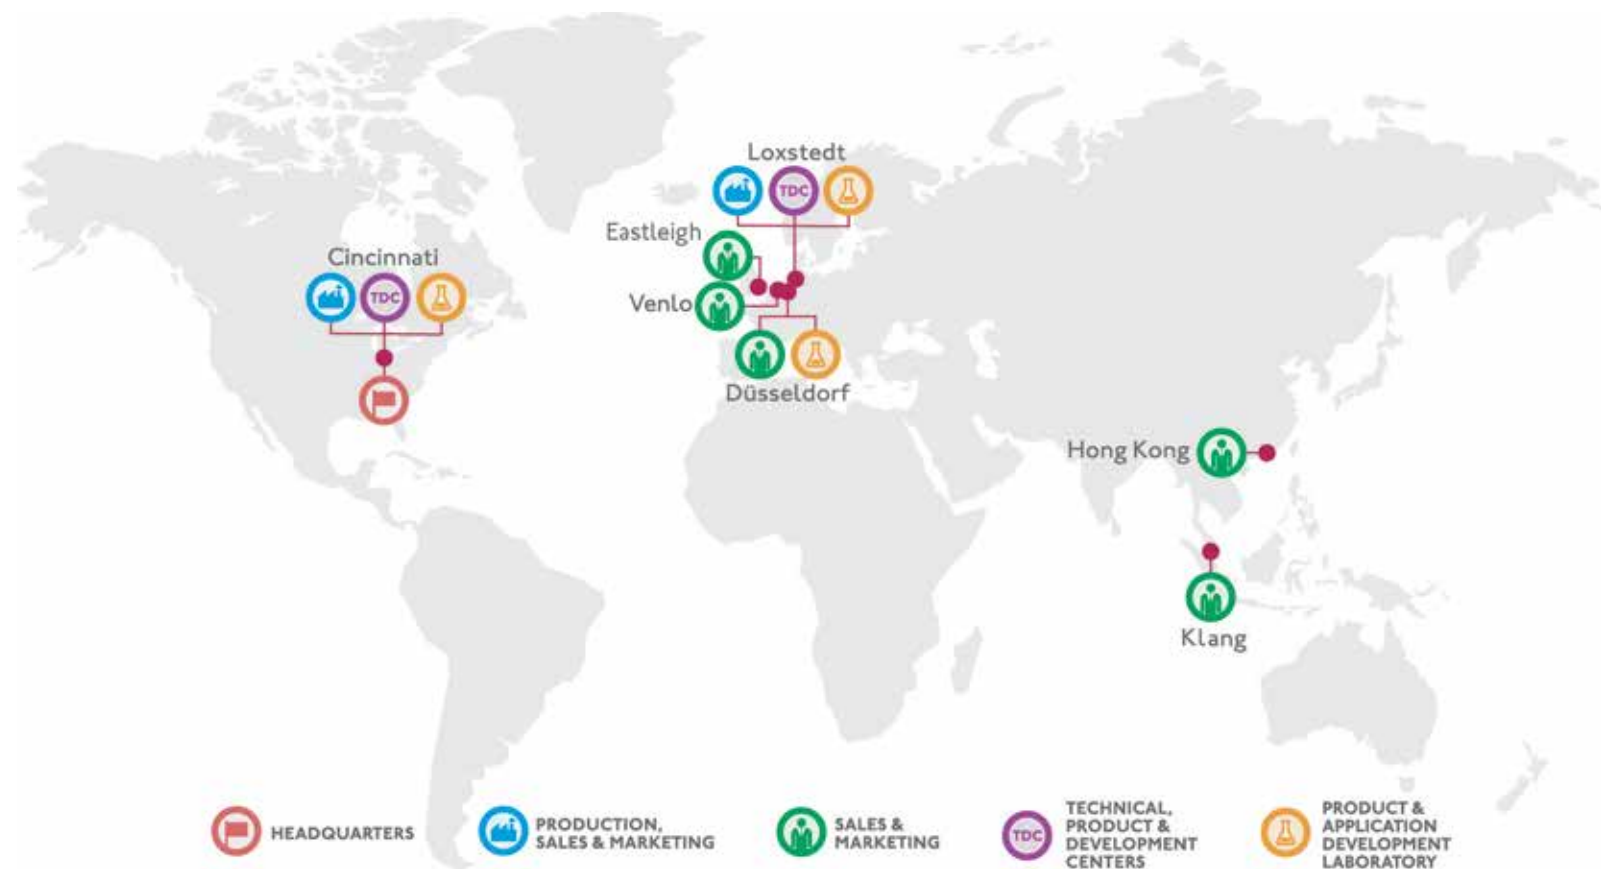 Loxstedt
TDC
Eastleigh
Cincinnati
TDC
Venlo
Düsseldorf
Hong Kong
Klang
HEADQUARTERS
PRODUCTION,
SALES & MARKETING
SALES &
MARKETING
TDC
TECHNICAL,
PRODUCT &
DEVELOPMENT
CENTERS
PRODUCT &
APPLICATION
DEVELOPMENT
LABORATORY